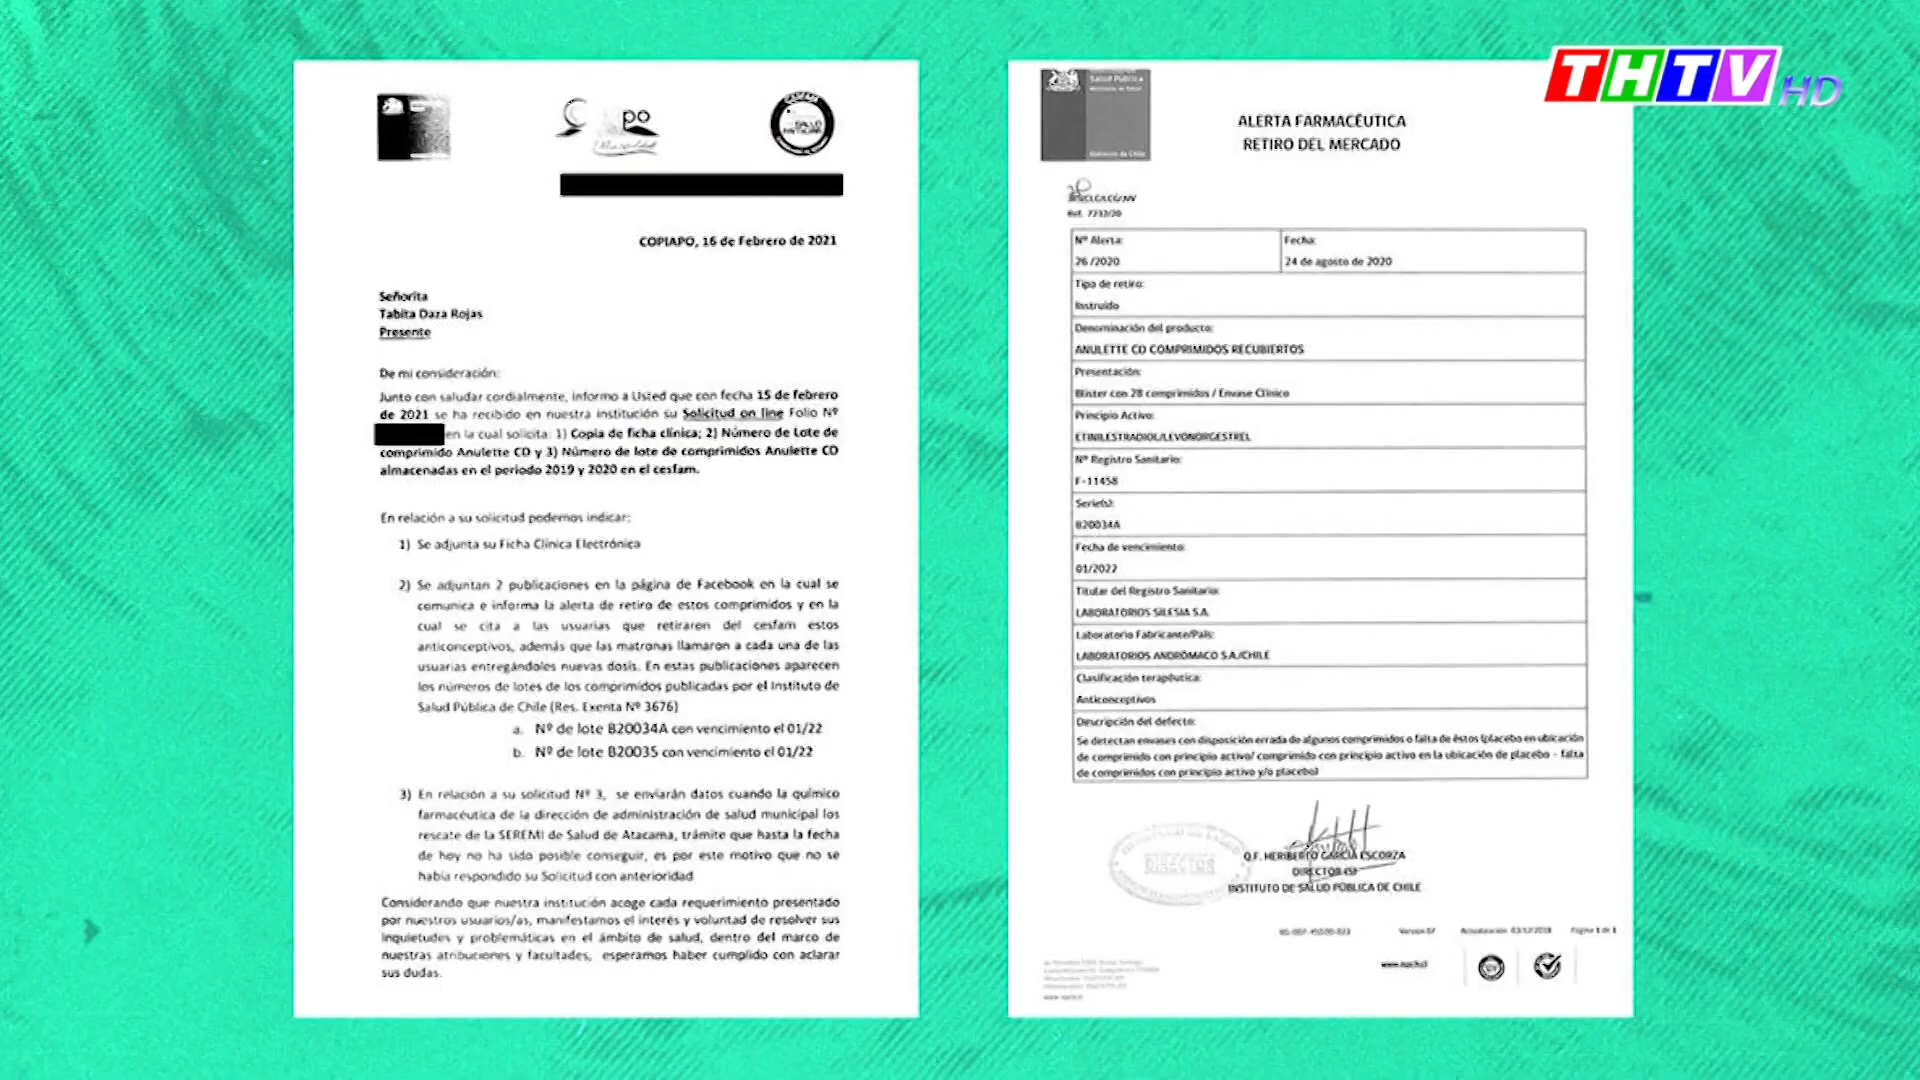 THTV HD
COPIAPO, 16 de Febrero de 2021
Señorita
Tabita Daza Rojas
Presente
De mi consideración:
Junto con saludar cordialmente, informo a Usted que con fecha 15 de febrero
de 2021 se ha recibido en nuestra institución su Solicitud on line Folio Nº
en la cual solicita: 1) Copia de ficha clínica; 2) Número de Lote de
comprimido Anulette CD y 3) Número de lote de comprimidos Anulette CD
almacenadas en el periodo 2019 y 2020 en el cesfam.
En relación a su solicitud podemos indicar:
1) Se adjunta su Ficha Clínica Electrónica
2) Se adjuntan 2 publicaciones en la página de Facebook en la cual se
comunica e informa la alerta de retiro de estos comprimidos y en la
cual se cita a las usuarias que retiraron del cesfam estos
anticonceptivos, además que las matronas llamaron a cada una de las
usuarias entregándoles nuevas dosis. En estas publicaciones aparecen
los números de lotes de los comprimidos publicadas por el Instituto de
Salud Pública de Chile (Res. Exenta Nº 3676)
a. Nº de lote B20034A con vencimiento el 01/22
b. Nº de lote B20035 con vencimiento el 01/22
3) En relación a su solicitud Nº 3, se enviarán datos cuando la químico
farmacéutica de la dirección de administración de salud municipal los
rescate de la SEREMI de Salud de Atacama, trámite que hasta la fecha
de hoy no ha sido posible conseguir, es por este motivo que no se
había respondido su Solicitud con anterioridad
Considerando que nuestra institución acoge cada requerimiento presentado
por nuestros usuarios/as, manifestamos el interés y voluntad de resolver sus
inquietudes y problemáticas en el ámbito de salud, dentro del marco de
nuestras atribuciones y facultades, esperamos haber cumplido con aclarar
sus dudas.
ALERTA FARMACÉUTICA
RETIRO DEL MERCADO
Ref. 7232/20
Nº Alerta:
26 /2020
Fecha:
24 de agosto de 2020
Tipo de retiro:
Instruido
Denominación del producto:
ANULETTE CD COMPRIMIDOS RECUBIERTOS
Presentación:
Blíster con 28 comprimidos / Envase Clínico
Principio Activo:
ETINILESTRADIOL/LEVONORGESTREL
Nº Registro Sanitario:
F-11458
Serie(s):
B20034A
Fecha de vencimiento:
01/2022
Titular del Registro Sanitario:
LABORATORIOS SILESIA S.A.
Laboratorio Fabricante/País:
LABORATORIOS ANDRÓMACO S.A./CHILE
Clasificación terapéutica:
Anticonceptivos
Descripción del defecto:
Se detectan envases con disposición errada de algunos comprimidos o falta de éstos (placebo en ubicación
de comprimido con principio activo/ comprimido con principio activo en la ubicación de placebo - falta
de comprimidos con principio activo y/o placebo)
DIRECTOR
Q.F. HERIBERTO GARCÍA ESCORZA
DIRECTOR (S)
INSTITUTO DE SALUD PÚBLICA DE CHILE
Página 1 de 1
www.ispch.cl